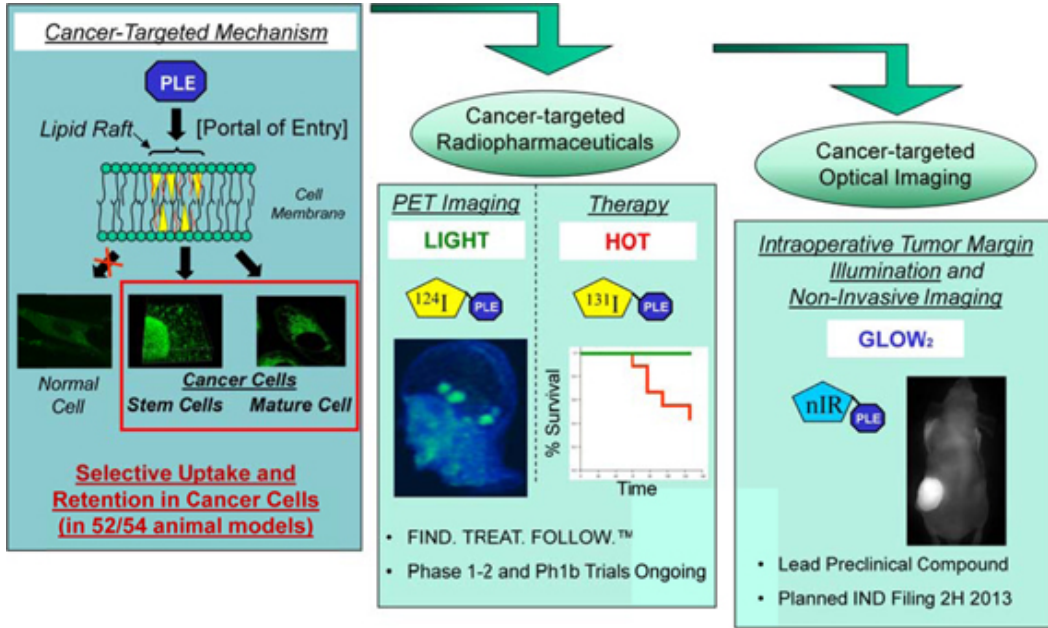 Cancer-Targeted Mechanism
PLE
Lipid Raft
[Portal of Entry]
Cell
Membrane
Normal
Cell
Cancer Cells
Stem Cells
Mature Cell
Selective Uptake and
Retention in Cancer Cells
(in 52/54 animal models)
Cancer-targeted
Radiopharmaceuticals
PET Imaging
LIGHT
124I
PLE
Therapy
HOT
131I
PLE
% Survival
Time
• FIND. TREAT. FOLLOW.™
• Phase 1-2 and Ph1b Trials Ongoing
Cancer-targeted
Optical Imaging
Intraoperative Tumor Margin
Illumination and
Non-Invasive Imaging
GLOW₂
nIR
PLE
• Lead Preclinical Compound
• Planned IND Filing 2H 2013